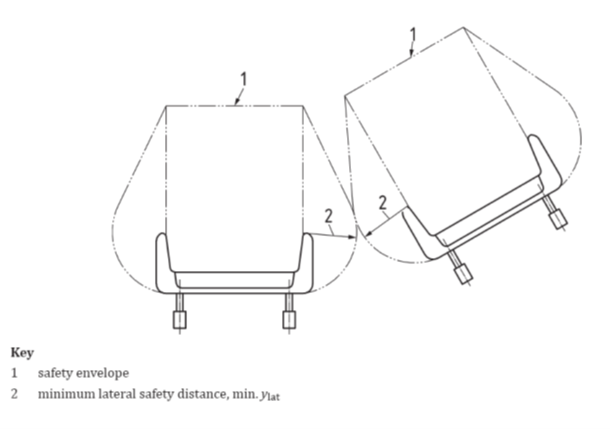 1
1
2
2
Key
1 safety envelope
2 minimum lateral safety distance, min. ylat